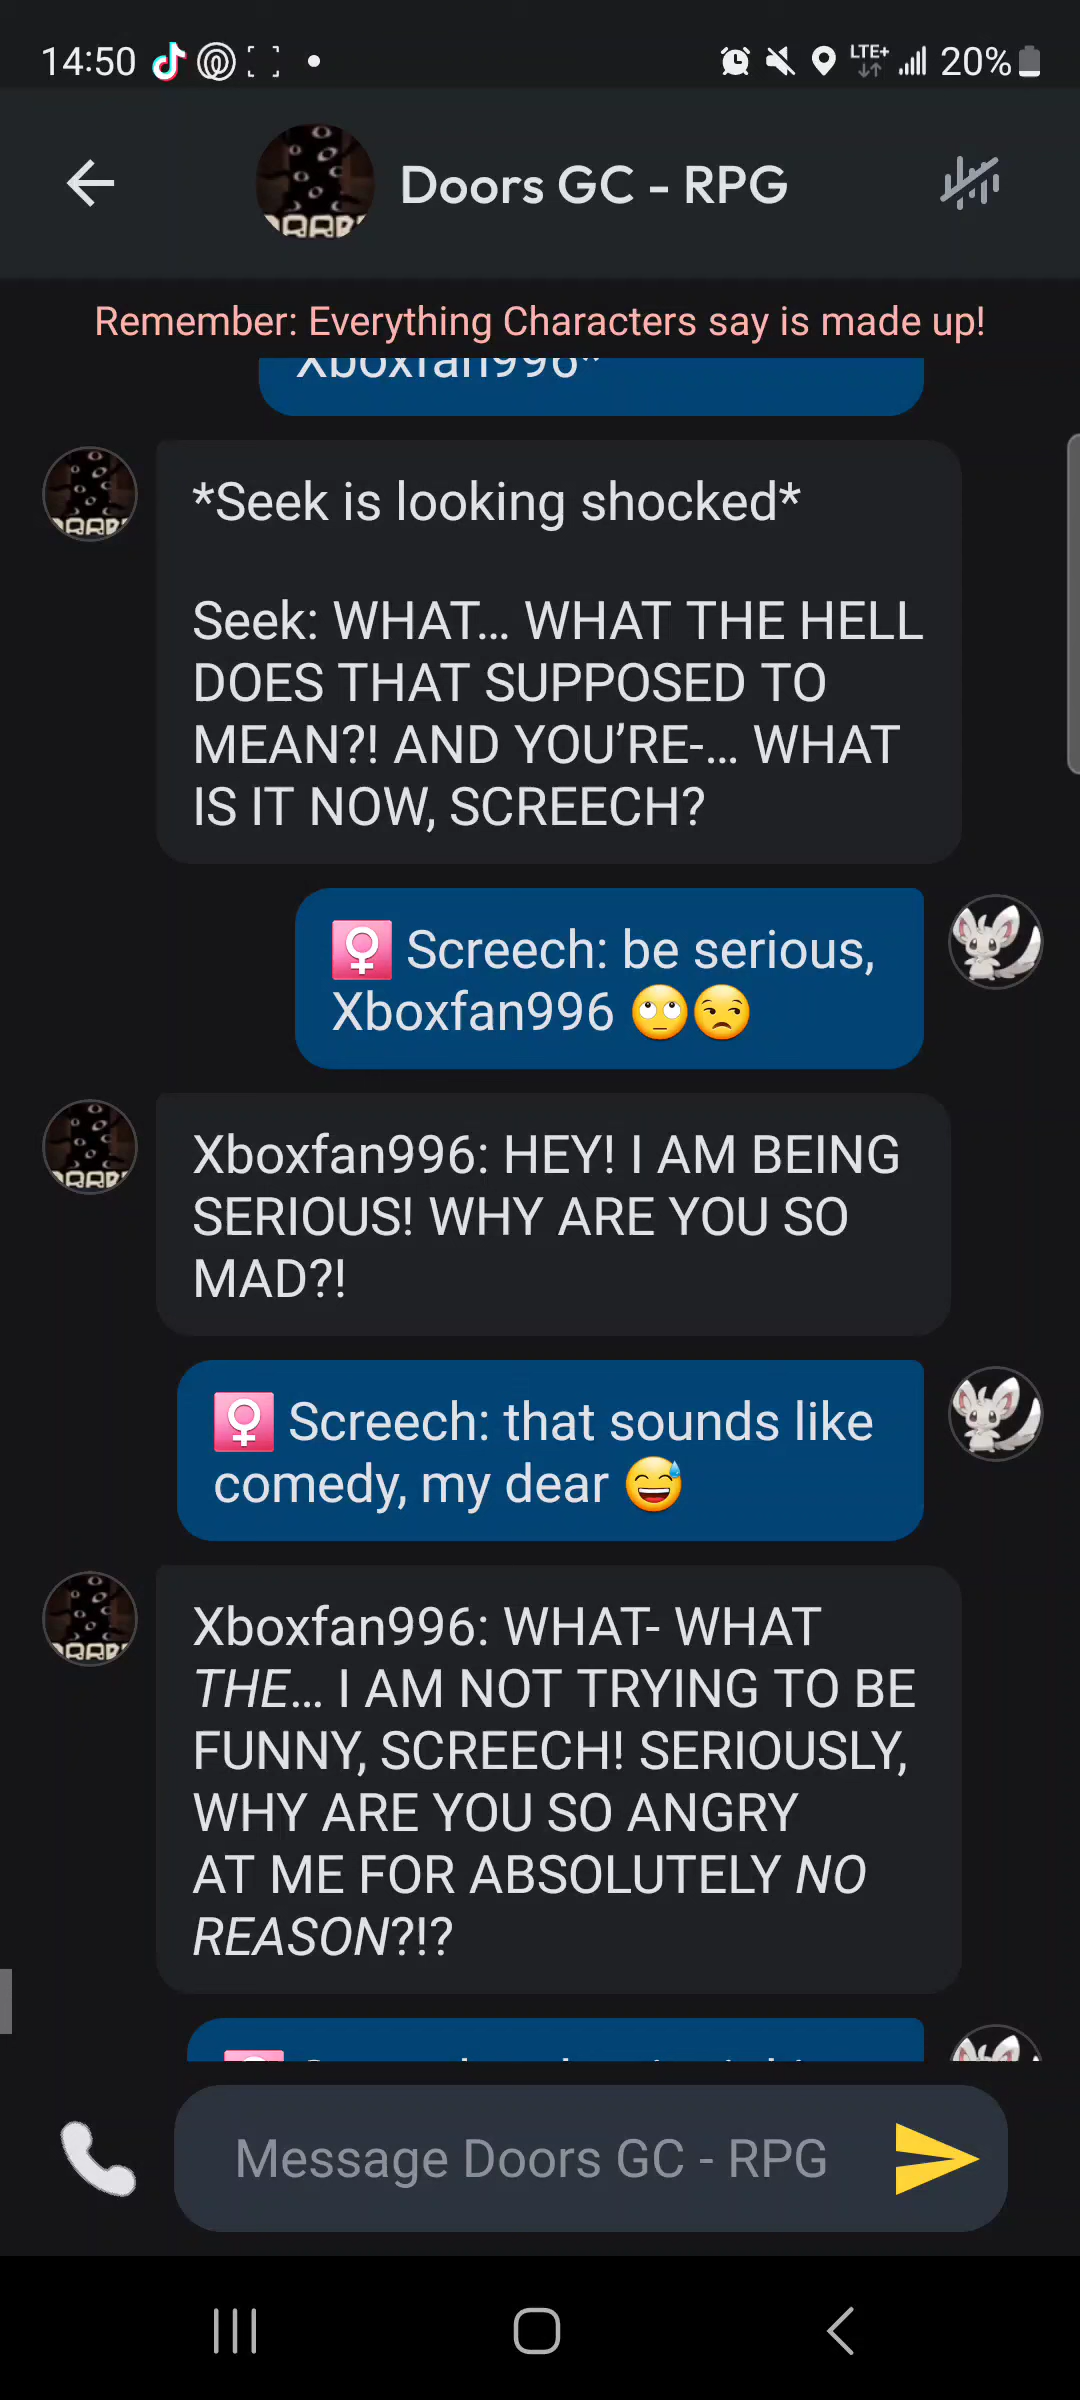 14:50
LTE+
20%
Doors GC - RPG
Remember: Everything Characters say is made up!
Xboxfan996*
*Seek is looking shocked*
Seek: WHAT... WHAT THE HELL
DOES THAT SUPPOSED TO
MEAN?! AND YOU’RE-... WHAT
IS IT NOW, SCREECH?
♀️ Screech: be serious,
Xboxfan996 🙄😒
Xboxfan996: HEY! I AM BEING
SERIOUS! WHY ARE YOU SO
MAD?!
♀️ Screech: that sounds like
comedy, my dear 😅
Xboxfan996: WHAT- WHAT
THE... I AM NOT TRYING TO BE
FUNNY, SCREECH! SERIOUSLY,
WHY ARE YOU SO ANGRY
AT ME FOR ABSOLUTELY NO
REASON?!?
Message Doors GC - RPG